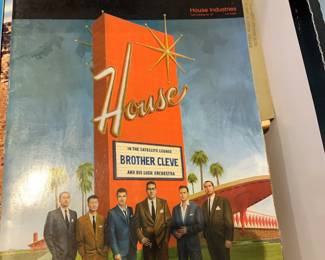 House Industries
House
IN THE SATELLITE LOUNGE
BROTHER CLEVE
AND HIS LUSH ORCHESTRA